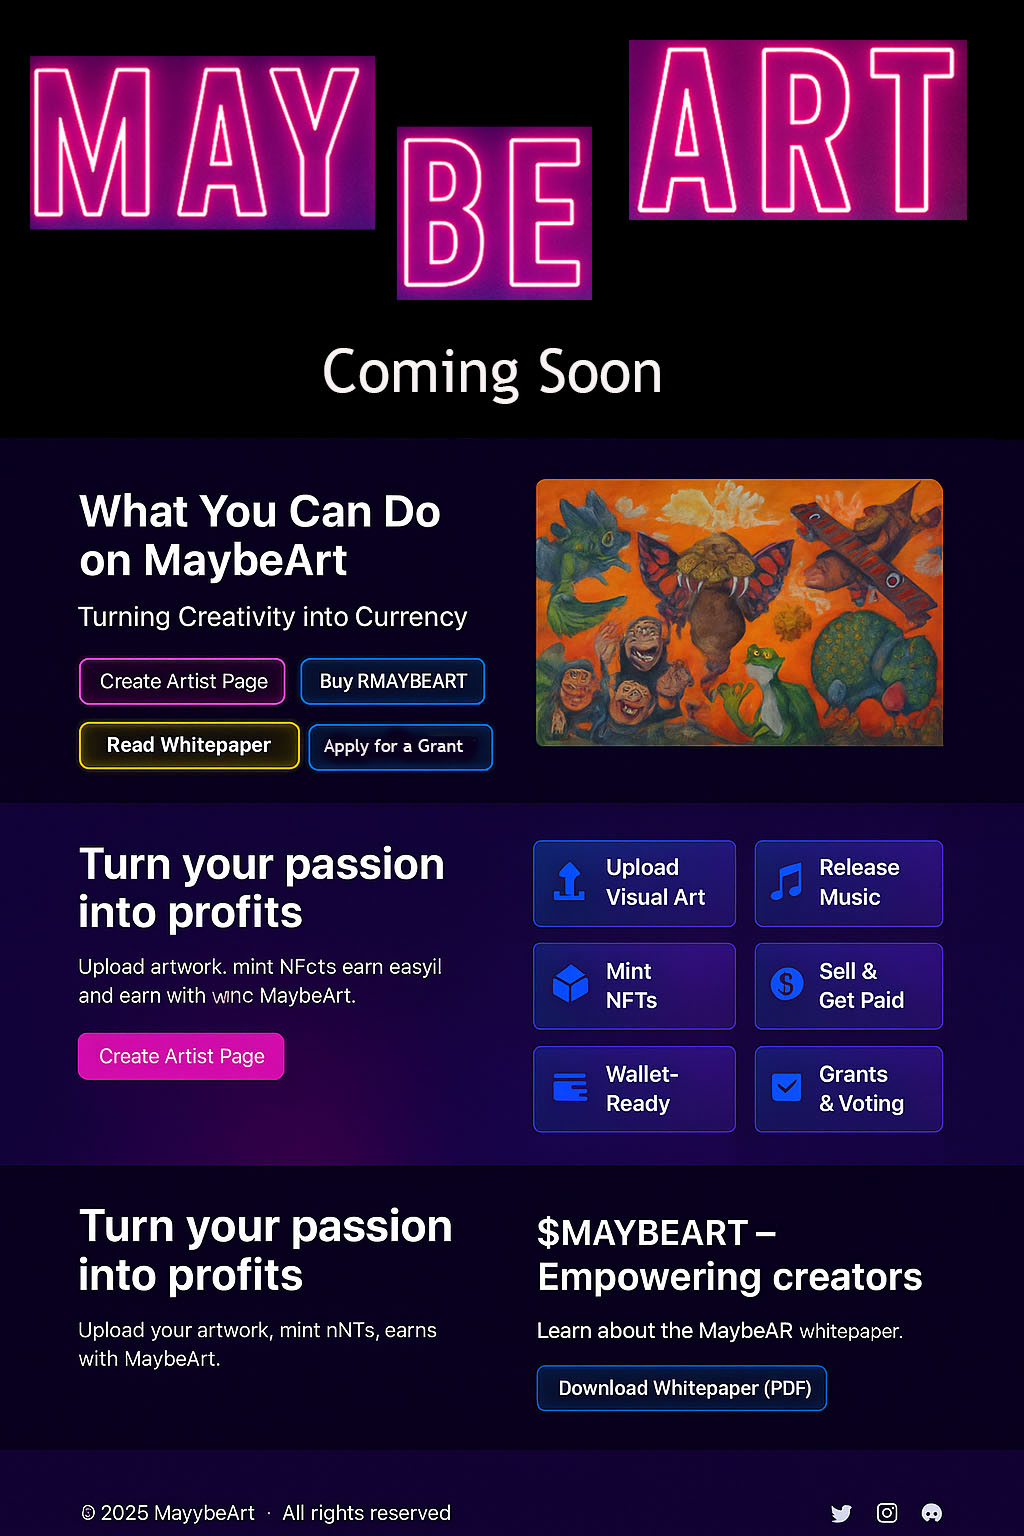 MAY BE ART
Coming Soon
What You Can Do
on MaybeArt
Turning Creativity into Currency
Create Artist Page
Buy RMAYBEART
Read Whitepaper
Apply for a Grant
Turn your passion
into profits
Upload artwork. mint NFcts earn easyil
and earn with wnc MaybeArt.
Create Artist Page
Upload
Visual Art
Release
Music
Mint
NFTs
Sell &
Get Paid
Wallet-
Ready
Grants
& Voting
Turn your passion
into profits
Upload your artwork, mint nNTs, earns
with MaybeArt.
$MAYBEART –
Empowering creators
Learn about the MaybeAR whitepaper.
Download Whitepaper (PDF)
© 2025 MayybeArt · All rights reserved